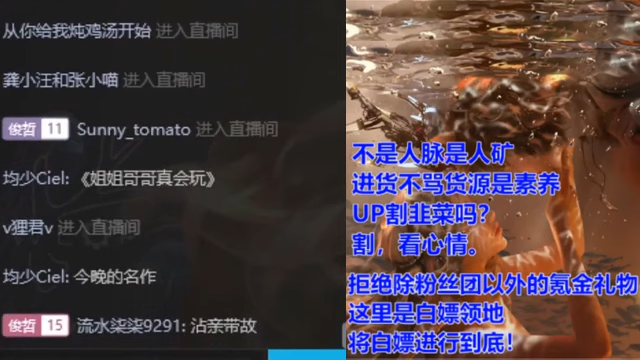 从你给我炖鸡汤开始 进入直播间
龚小汪和张小喵 进入直播间
俊哲 11 Sunny_tomato 进入直播间
均少Ciel: 《姐姐哥哥真会玩》
v狸君v 进入直播间
均少Ciel: 今晚的名作
俊哲 15 流水柒柒9291: 沾亲带故
不是人脉是人矿
进货不骂货源是素养
UP割韭菜吗?
割，看心情。
拒绝除粉丝团以外的氪金礼物
这里是白嫖领地
将白嫖进行到底!